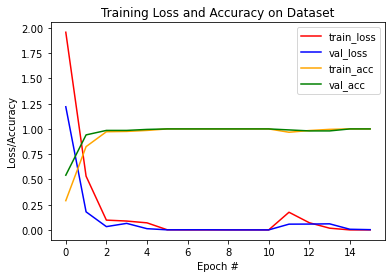 Training Loss and Accuracy on Dataset
2.00
1.75
1.50
1.25
1.00
0.75
0.50
0.25
0.00
Loss/Accuracy
train_loss
val_loss
train_acc
val_acc
0 2 4 6 8 10 12 14
Epoch #